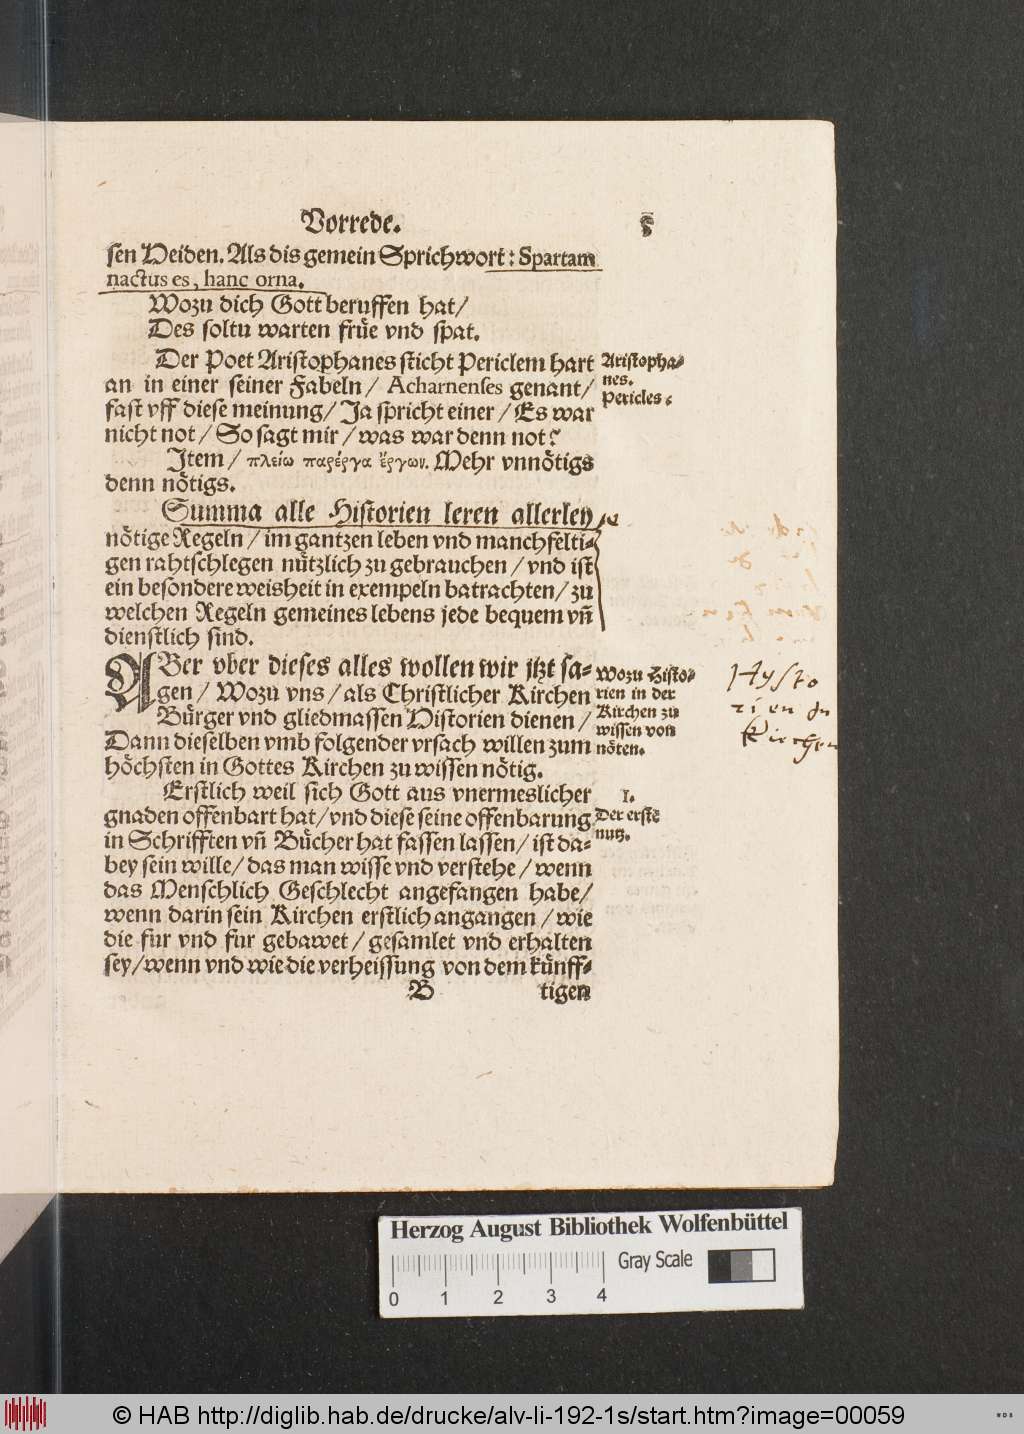 Vorrede.
sen Heiden. Als dis gemein Sprichwort: Spartam
nactus es, hanc orna.
Wozu dich Gott beruffen hat/
Des soltu warten früe vnd spat.
Der Poet Aristophanes sticht Periclem hart
an in einer seiner Fabeln/ Acharnenses genant/
fast vff diese meinung/ Ja spricht einer/ Es war
nicht not/ So sagt mir/ was war denn not?
Aristopha-
nes.
Pericles.
Item/ πλείω παρέργα ἔργων. Mehr vnnötigs
denn nötigs.
Summa alle Historien leren allerley
nötige Regeln/ im gantzen leben vnd manchfelti-
gen rahtschlegen nützlich zu gebrauchen/ vnd ist
ein besondere weisheit in exempeln batrachten/ zu
welchen Regeln gemeines lebens jede bequem vñ
dienstlich sind.
ABer vber dieses alles wollen wir jtzt sa-
gen/ Wozu vns/ als Christlicher Kirchen
Bürger vnd gliedmassen Historien dienen/
Dann dieselben vmb folgender vrsach willen zum
höchsten in Gottes Kirchen zu wissen nötig.
Wozu Histo-
rien in der
Kirchen zu
wissen von
nöten.
Hysto
rien in
Kirchen
Erstlich weil sich Gott aus vnermeslicher
gnaden offenbart hat/ vnd diese seine offenbarung
in Schrifften vñ Bücher hat fassen lassen/ ist da-
bey sein wille/ das man wisse vnd verstehe/ wenn
das Menschlich Geschlecht angefangen habe/
wenn darin sein Kirchen erstlich angangen/ wie
die fur vnd fur gebawet/ gesamlet vnd erhalten
sey/ wenn vnd wie die verheissung von dem künff-
1.
Der erste
nutz.
B tigen
Herzog August Bibliothek Wolfenbüttel
Gray Scale
0 1 2 3 4
© HAB http://diglib.hab.de/drucke/alv-li-192-1s/start.htm?image=00059